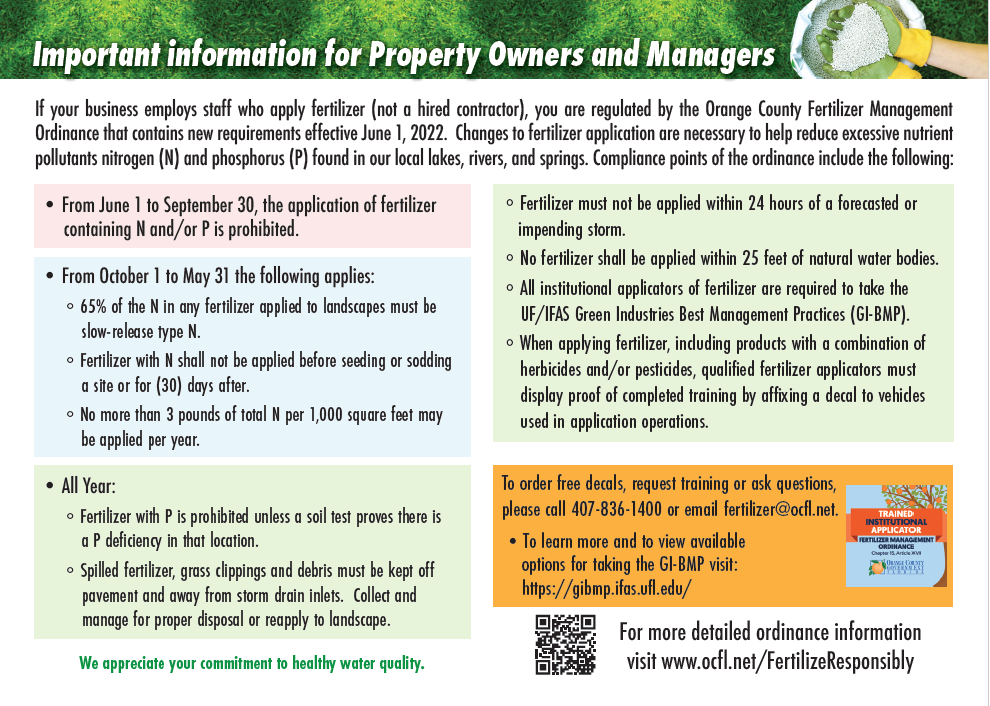 Important information for Property Owners and Managers
If your business employs staff who apply fertilizer (not a hired contractor), you are regulated by the Orange County Fertilizer Management
Ordinance that contains new requirements effective June 1, 2022.  Changes to fertilizer application are necessary to help reduce excessive nutrient
pollutants nitrogen (N) and phosphorus (P) found in our local lakes, rivers, and springs. Compliance points of the ordinance include the following:
• From June 1 to September 30, the application of fertilizer
containing N and/or P is prohibited.
• From October 1 to May 31 the following applies:
○ 65% of the N in any fertilizer applied to landscapes must be
slow-release type N.
○ Fertilizer with N shall not be applied before seeding or sodding
a site or for (30) days after.
○ No more than 3 pounds of total N per 1,000 square feet may
be applied per year.
• All Year:
○ Fertilizer with P is prohibited unless a soil test proves there is
a P deficiency in that location.
○ Spilled fertilizer, grass clippings and debris must be kept off
pavement and away from storm drain inlets.  Collect and
manage for proper disposal or reapply to landscape.
We appreciate your commitment to healthy water quality.
○ Fertilizer must not be applied within 24 hours of a forecasted or
impending storm.
○ No fertilizer shall be applied within 25 feet of natural water bodies.
○ All institutional applicators of fertilizer are required to take the
UF/IFAS Green Industries Best Management Practices (GI-BMP).
○ When applying fertilizer, including products with a combination of
herbicides and/or pesticides, qualified fertilizer applicators must
display proof of completed training by affixing a decal to vehicles
used in application operations.
To order free decals, request training or ask questions,
please call 407-836-1400 or email fertilizer@ocfl.net.
• To learn more and to view available
options for taking the GI-BMP visit:
https://gibmp.ifas.ufl.edu/
TRAINED
INSTITUTIONAL
APPLICATOR
FERTILIZER MANAGEMENT
ORDINANCE
Chapter 15, Article XVII
ORANGE COUNTY
GOVERNMENT
FLORIDA
For more detailed ordinance information
visit www.ocfl.net/FertilizeResponsibly